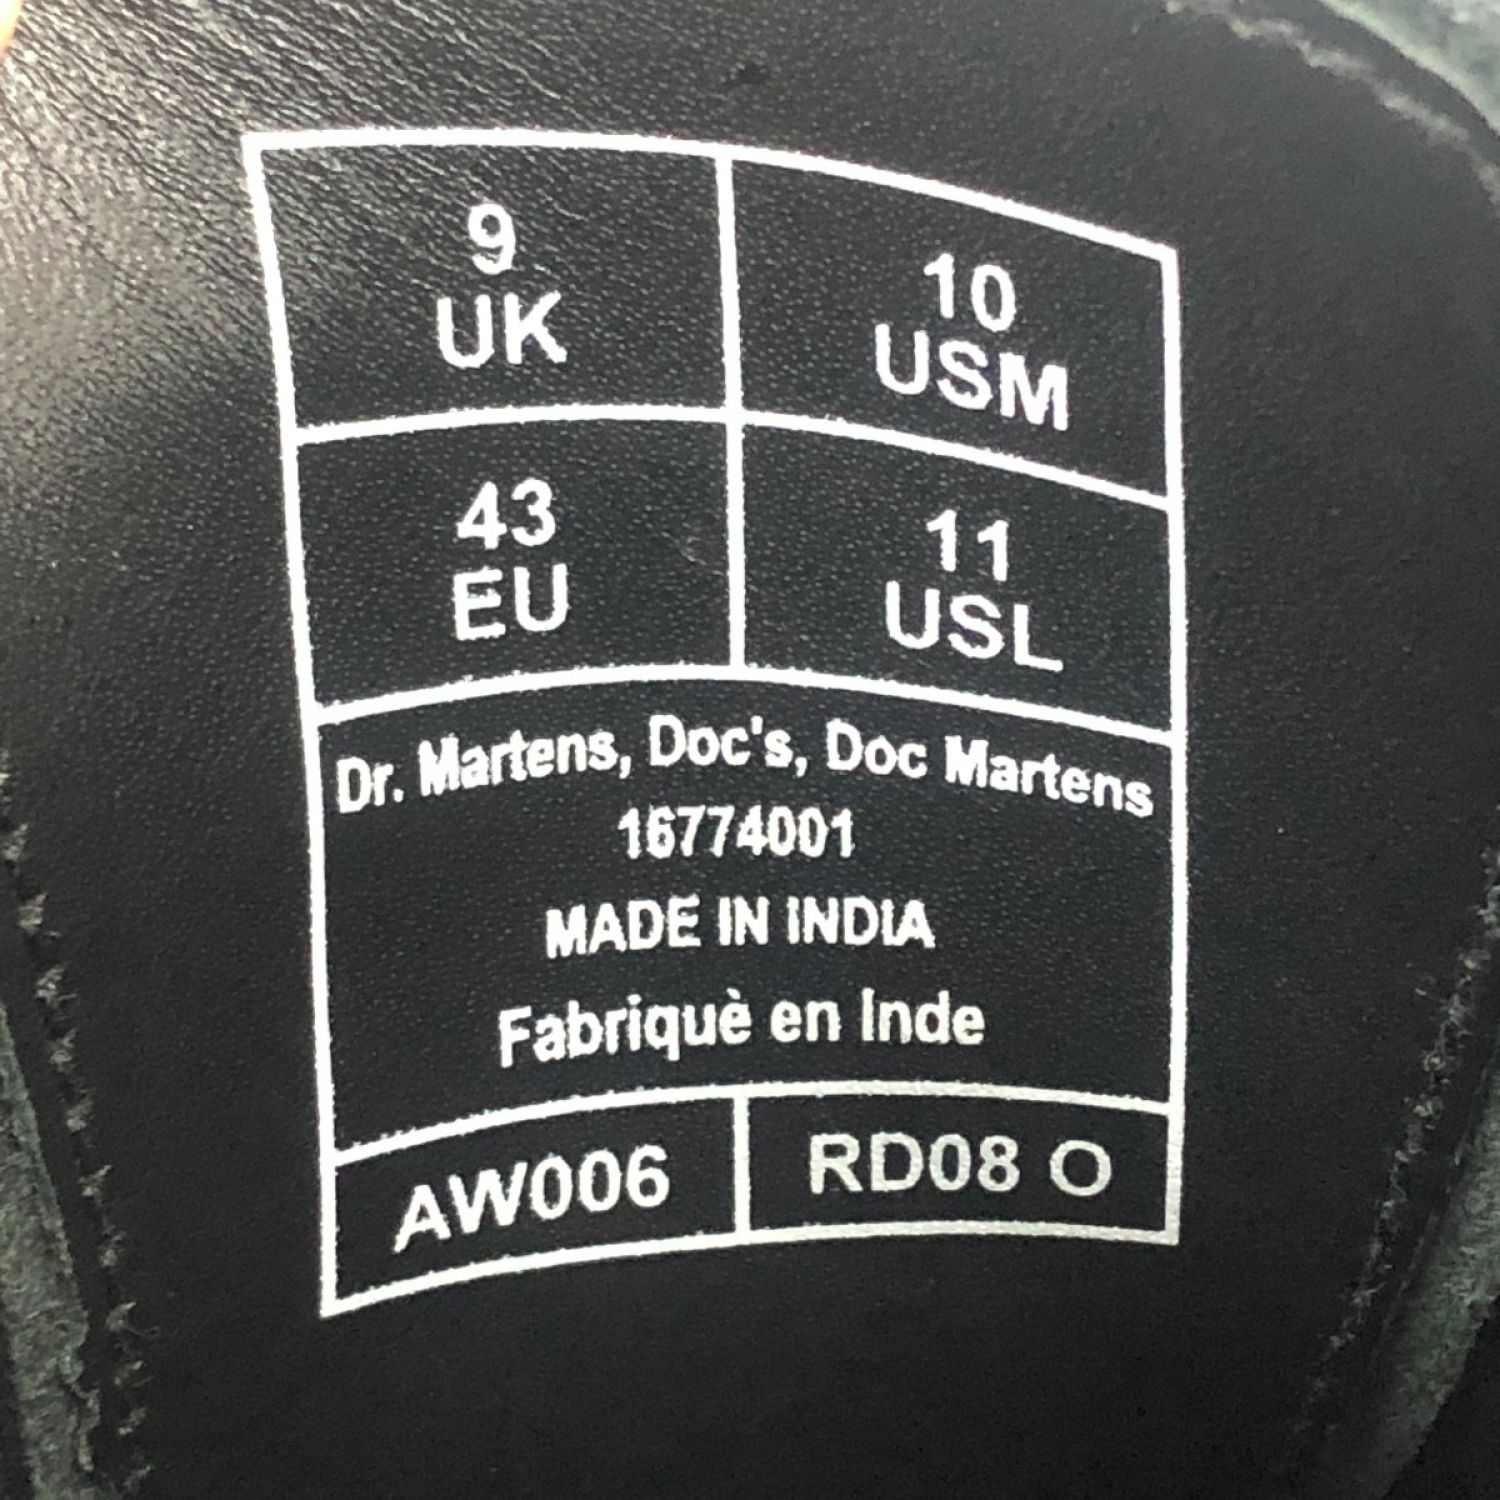 9
UK
10
USM
43
EU
11
USL
Dr. Martens, Doc's, Doc Martens
16774001
MADE IN INDIA
Fabriquè en Inde
AW006
RD08 O